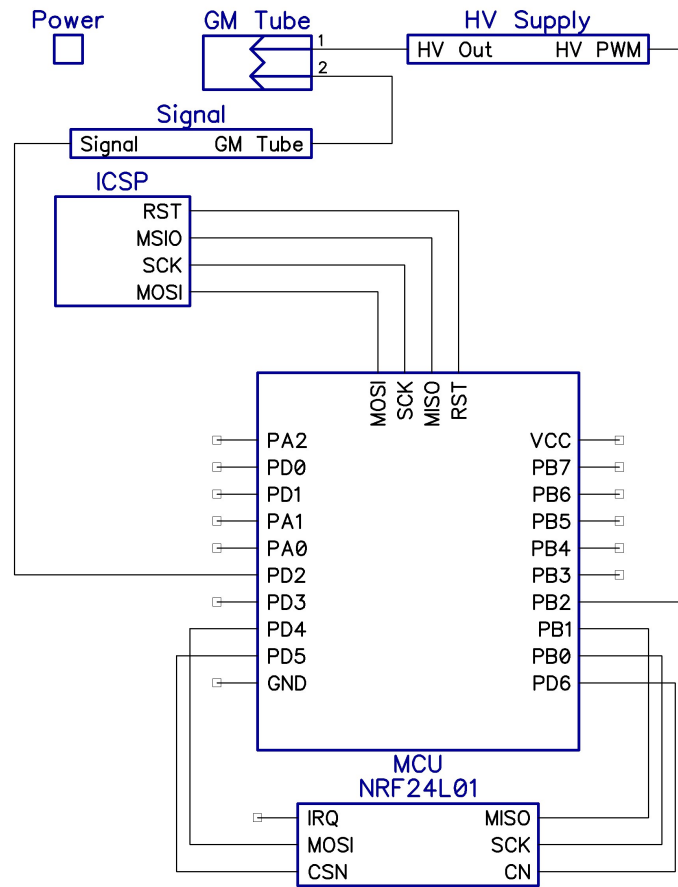 Power
GM Tube
HV Supply
1
2
HV Out
HV PWM
Signal
Signal
GM Tube
ICSP
RST
MSIO
SCK
MOSI
MOSI
SCK
MISO
RST
PA2
VCC
PD0
PB7
PD1
PB6
PA1
PB5
PA0
PB4
PD2
PB3
PD3
PB2
PD4
PB1
PD5
PB0
GND
PD6
MCU
NRF24L01
IRQ
MISO
MOSI
SCK
CSN
CN